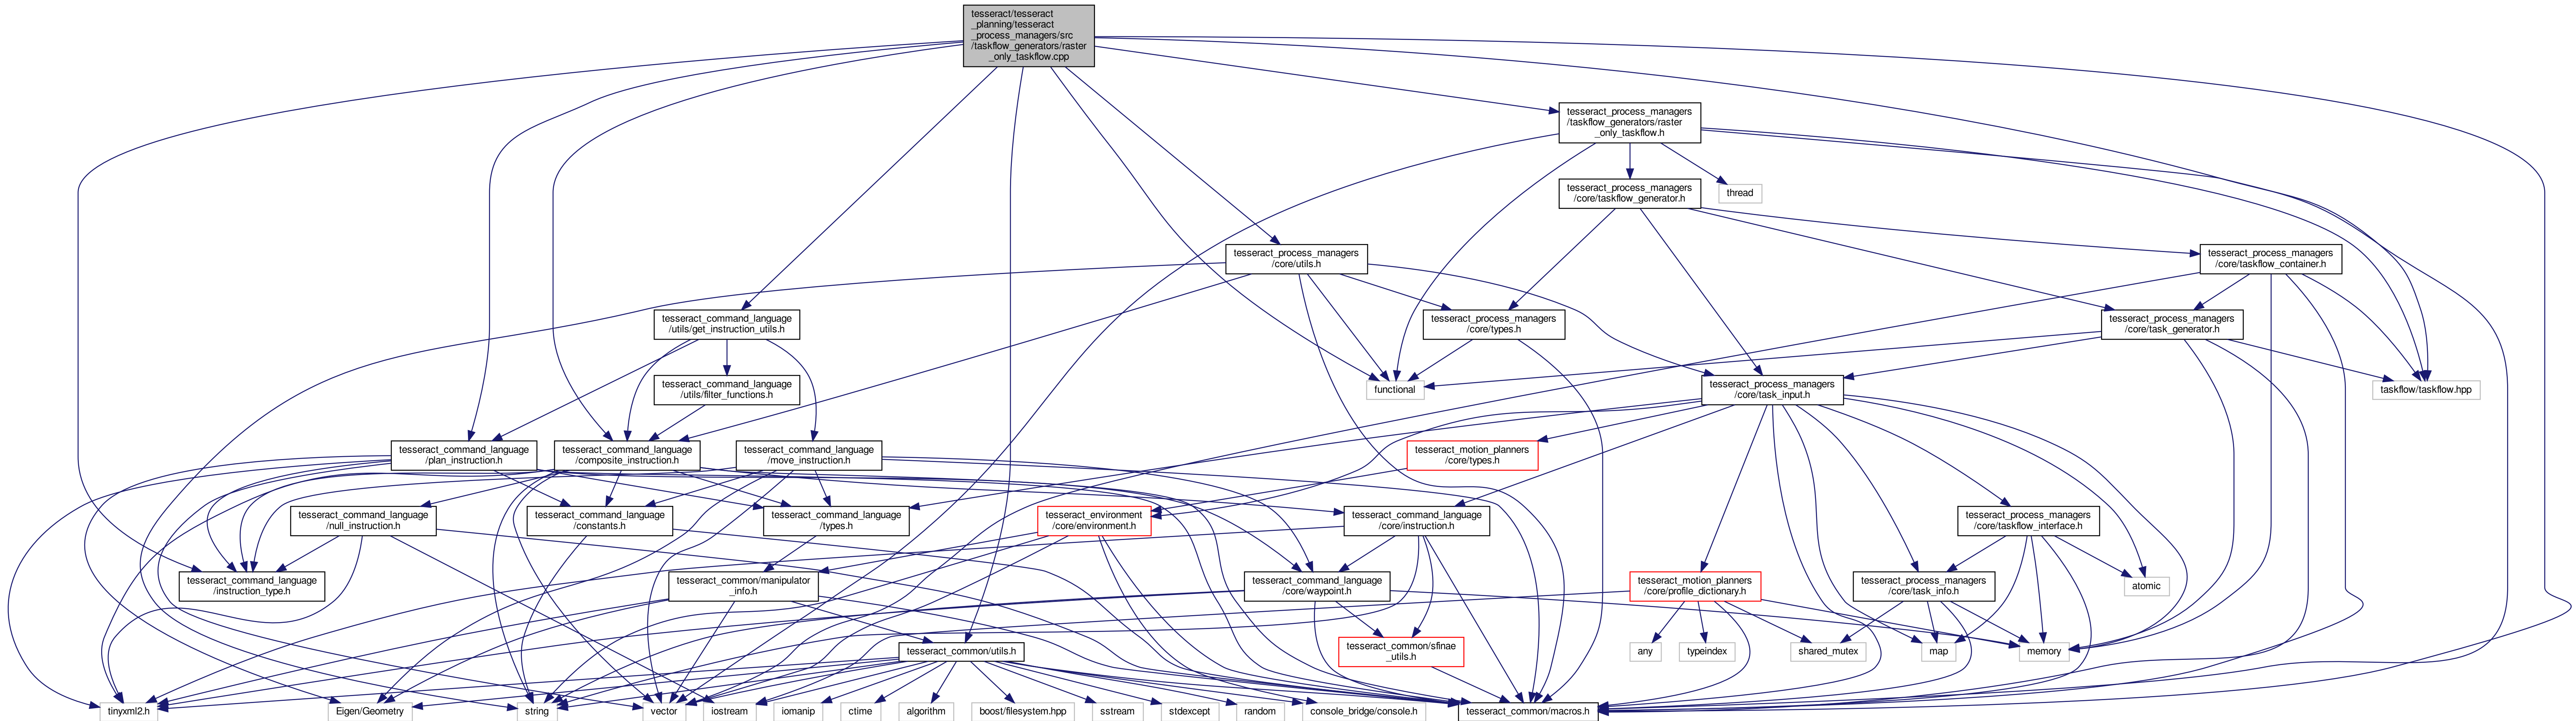 tesseract/tesseract
_planning/tesseract
_process_managers/src
/taskflow_generators/raster
_only_taskflow.cpp
tesseract_process_managers
/taskflow_generators/raster
_only_taskflow.h
tesseract_process_managers
/core/taskflow_generator.h
thread
tesseract_process_managers
/core/utils.h
tesseract_process_managers
/core/taskflow_container.h
tesseract_command_language
/utils/get_instruction_utils.h
tesseract_process_managers
/core/types.h
tesseract_process_managers
/core/task_generator.h
tesseract_command_language
/utils/filter_functions.h
functional
tesseract_process_managers
/core/task_input.h
taskflow/taskflow.hpp
tesseract_command_language
/plan_instruction.h
tesseract_command_language
/composite_instruction.h
tesseract_command_language
/move_instruction.h
tesseract_motion_planners
/core/types.h
tesseract_command_language
/null_instruction.h
tesseract_command_language
/constants.h
tesseract_command_language
/types.h
tesseract_environment
/core/environment.h
tesseract_command_language
/core/instruction.h
tesseract_process_managers
/core/taskflow_interface.h
tesseract_command_language
/instruction_type.h
tesseract_common/manipulator
_info.h
tesseract_command_language
/core/waypoint.h
tesseract_motion_planners
/core/profile_dictionary.h
tesseract_process_managers
/core/task_info.h
atomic
tesseract_common/utils.h
tesseract_common/sfinae
_utils.h
any
typeindex
shared_mutex
map
memory
tinyxml2.h
Eigen/Geometry
string
vector
iostream
iomanip
ctime
algorithm
boost/filesystem.hpp
sstream
stdexcept
random
console_bridge/console.h
tesseract_common/macros.h